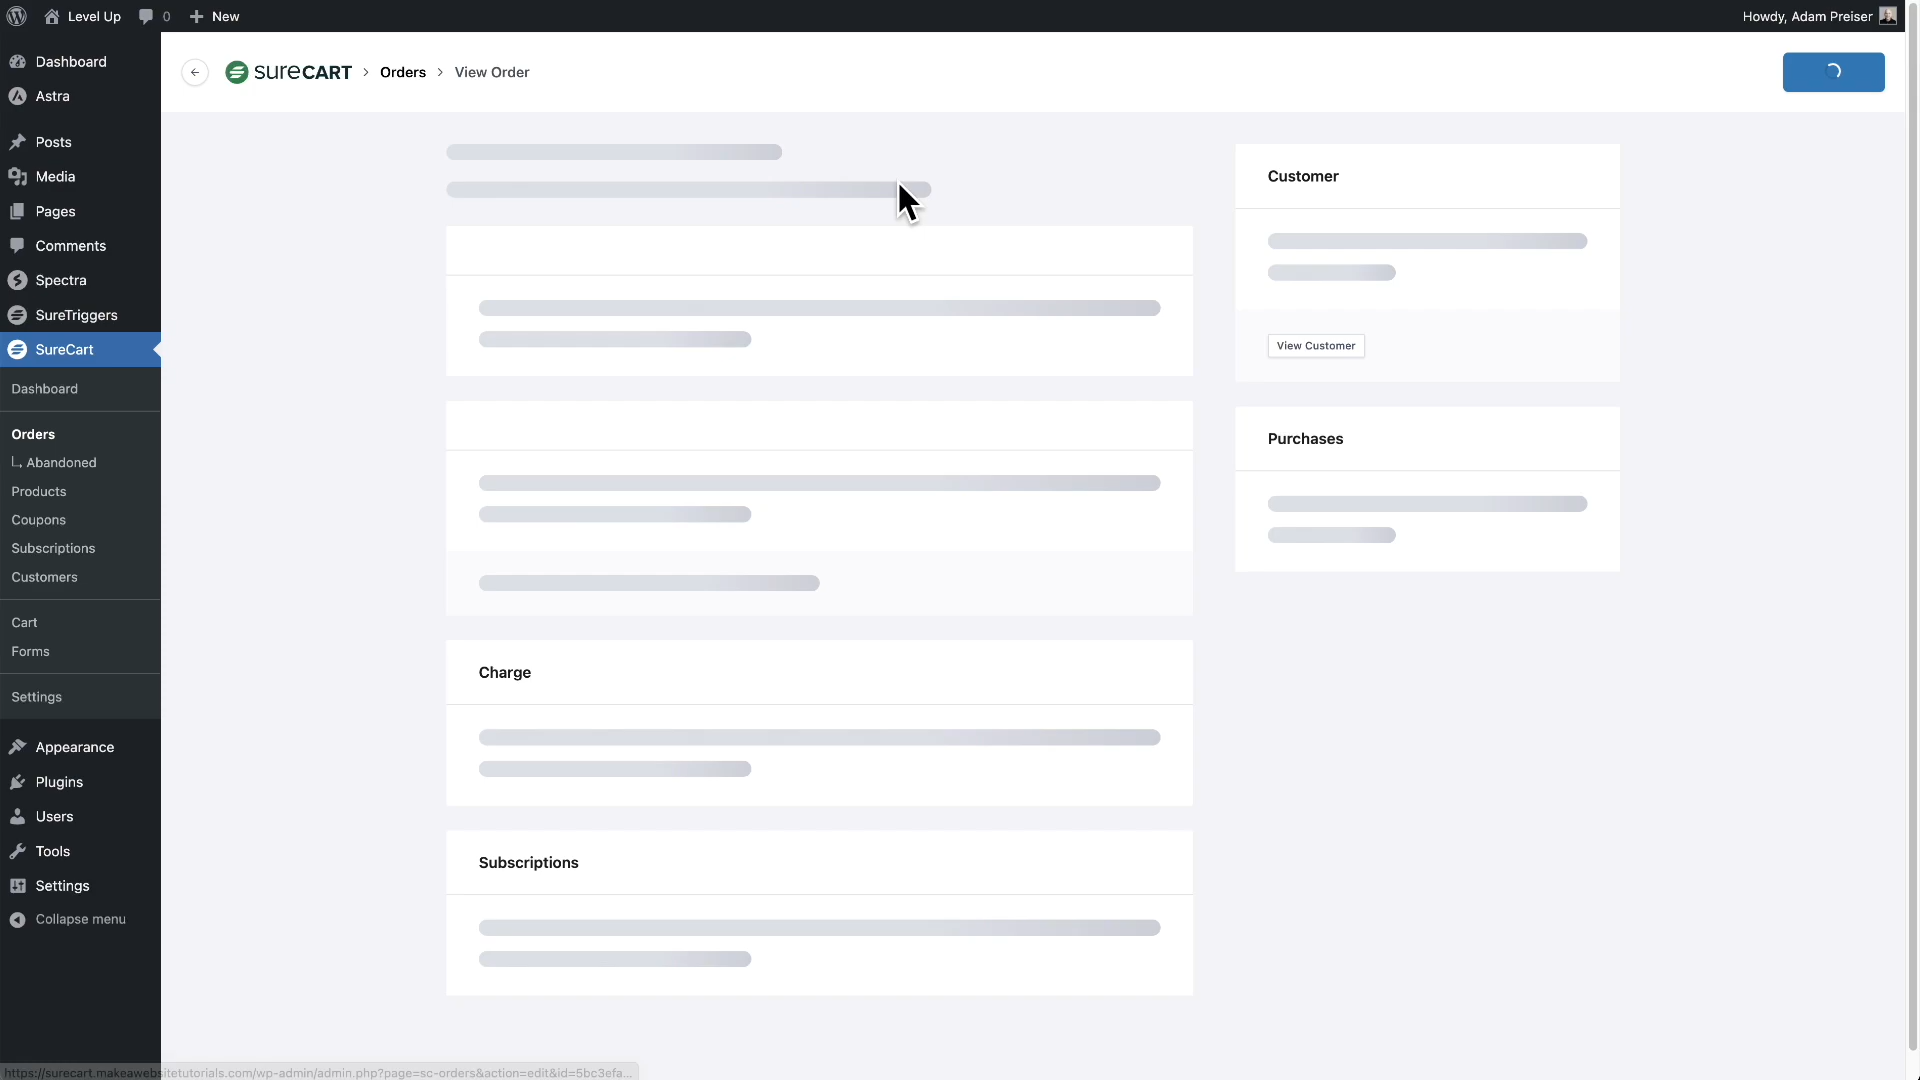 Level Up
0
New
Howdy, Adam Preiser
Dashboard
Astra
Posts
Media
Pages
Comments
Spectra
SureTriggers
SureCart
Dashboard
Orders
Abandoned
Products
Coupons
Subscriptions
Customers
Cart
Forms
Settings
Appearance
Plugins
Users
Tools
Settings
Collapse menu
SURECART > Orders > View Order
Charge
Subscriptions
Customer
View Customer
Purchases
https://surecart.makeawebsitetutorials.com/wp-admin/admin.php?page=sc-orders&action=edit&id=5bc3efa...